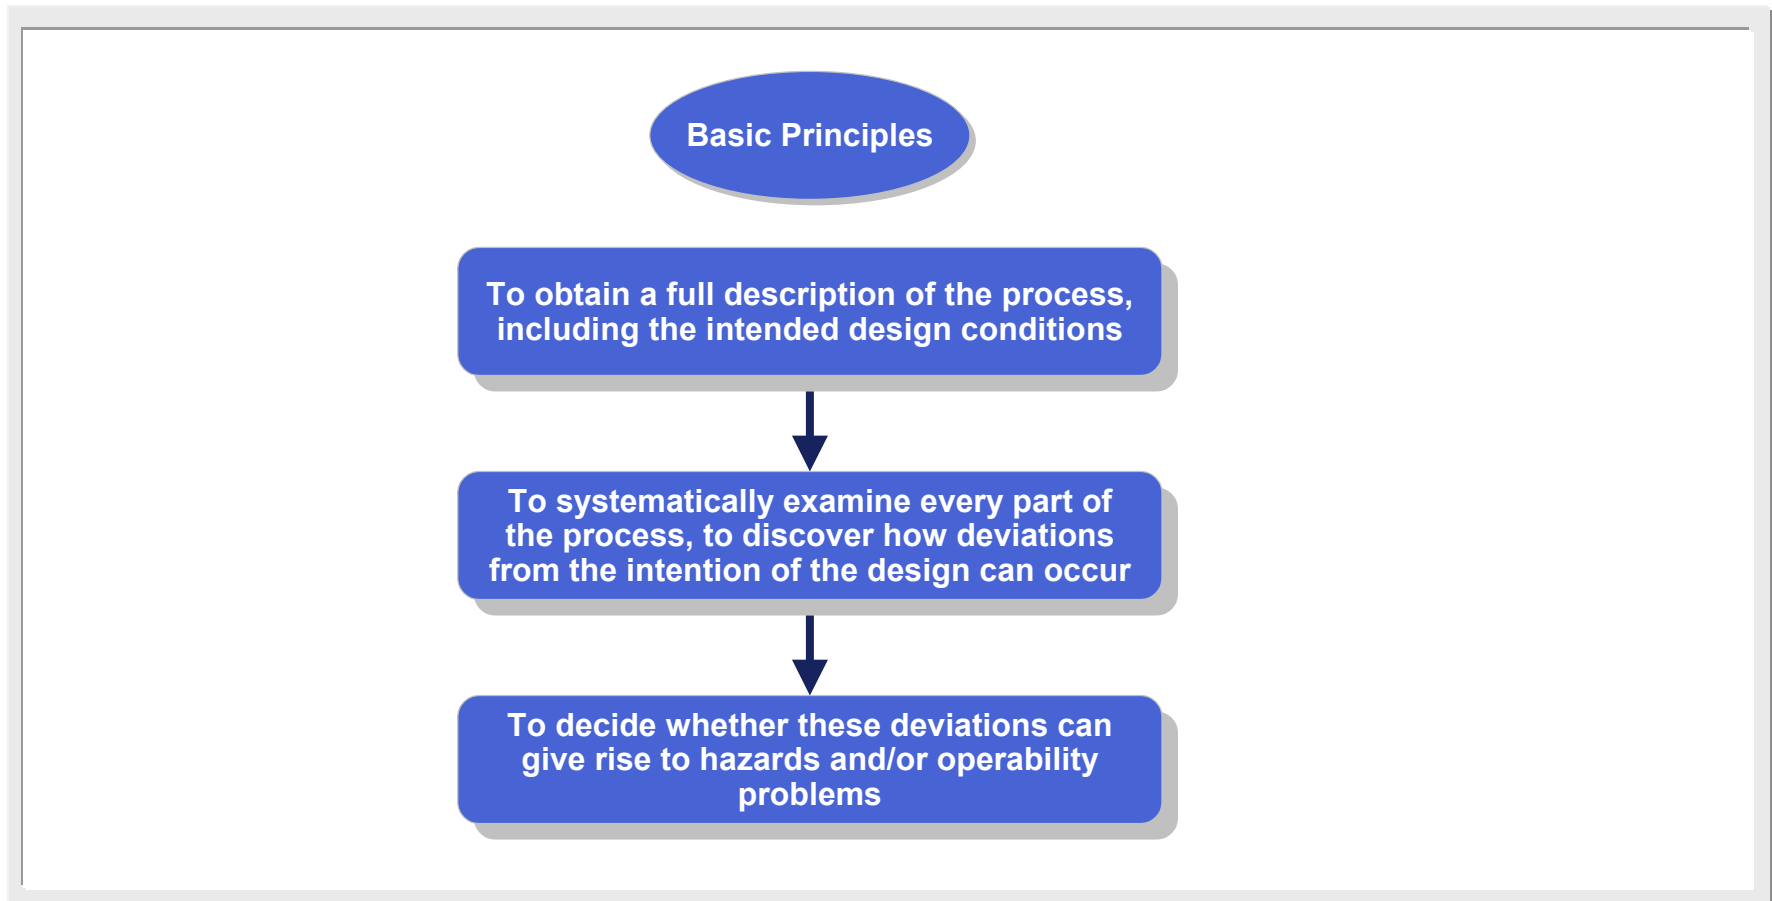 Basic Principles
To obtain a full description of the process,
including the intended design conditions
To systematically examine every part of
the process, to discover how deviations
from the intention of the design can occur
To decide whether these deviations can
give rise to hazards and/or operability
problems